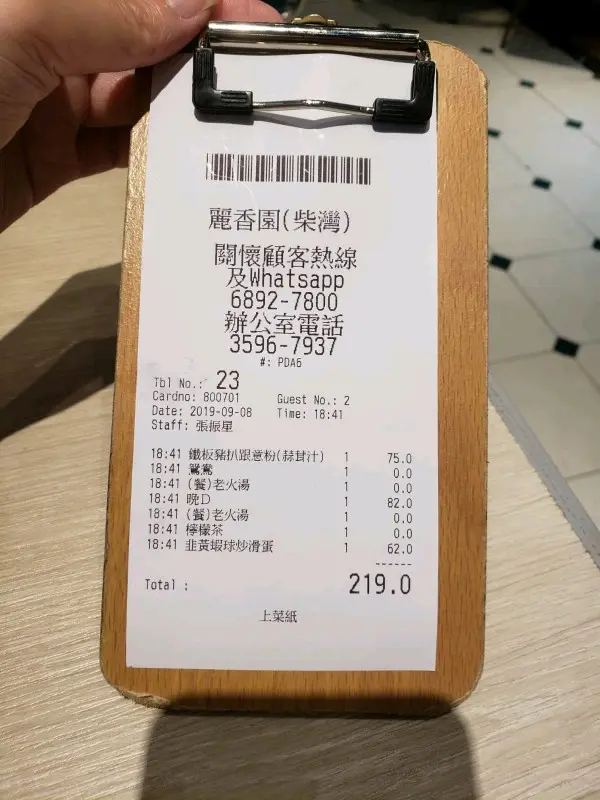 麗香園(柴灣)
關懷顧客熱線
及Whatsapp
6892-7800
辦公室電話
3596-7937
#: PDA6
Tbl No.: 23
Cardno: 800701 Guest No.: 2
Date: 2019-09-08 Time: 18:41
Staff: 張振星
18:41 鐵板豬扒跟意粉(蒜茸汁) 1 75.0
18:41 鴛鴦 1 0.0
18:41 (餐)老火湯 1 0.0
18:41 晚D 1 82.0
18:41 (餐)老火湯 1 0.0
18:41 檸檬茶 1 0.0
18:41 韭黃蝦球炒滑蛋 1 62.0
------
Total : 219.0
上菜紙